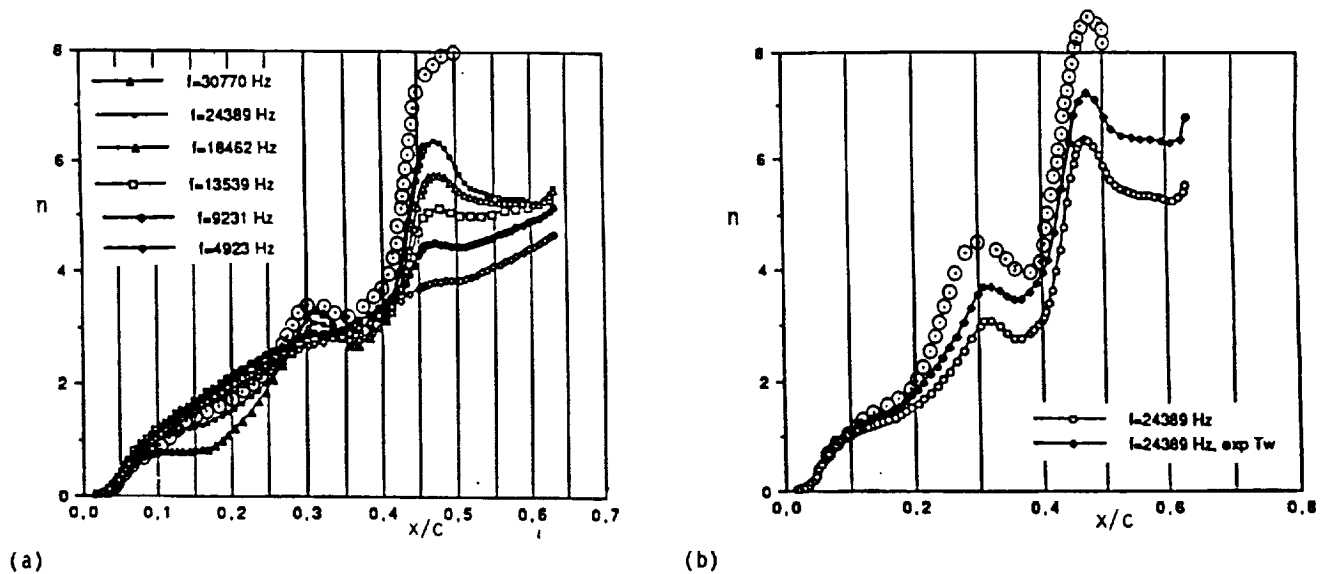 8
6
n
4
2
0
f=30770 Hz
f=24389 Hz
f=18462 Hz
f=13539 Hz
f=9231 Hz
f=4923 Hz
0,0 0,1 0,2 0,3 0,4 0,5 0,6 0,7
x/c
(a)
8
6
n
4
2
0
f=24389 Hz
f=24389 Hz, exp Tw
0,0 0,2 0,4 0,6 0,8
x/c
(b)